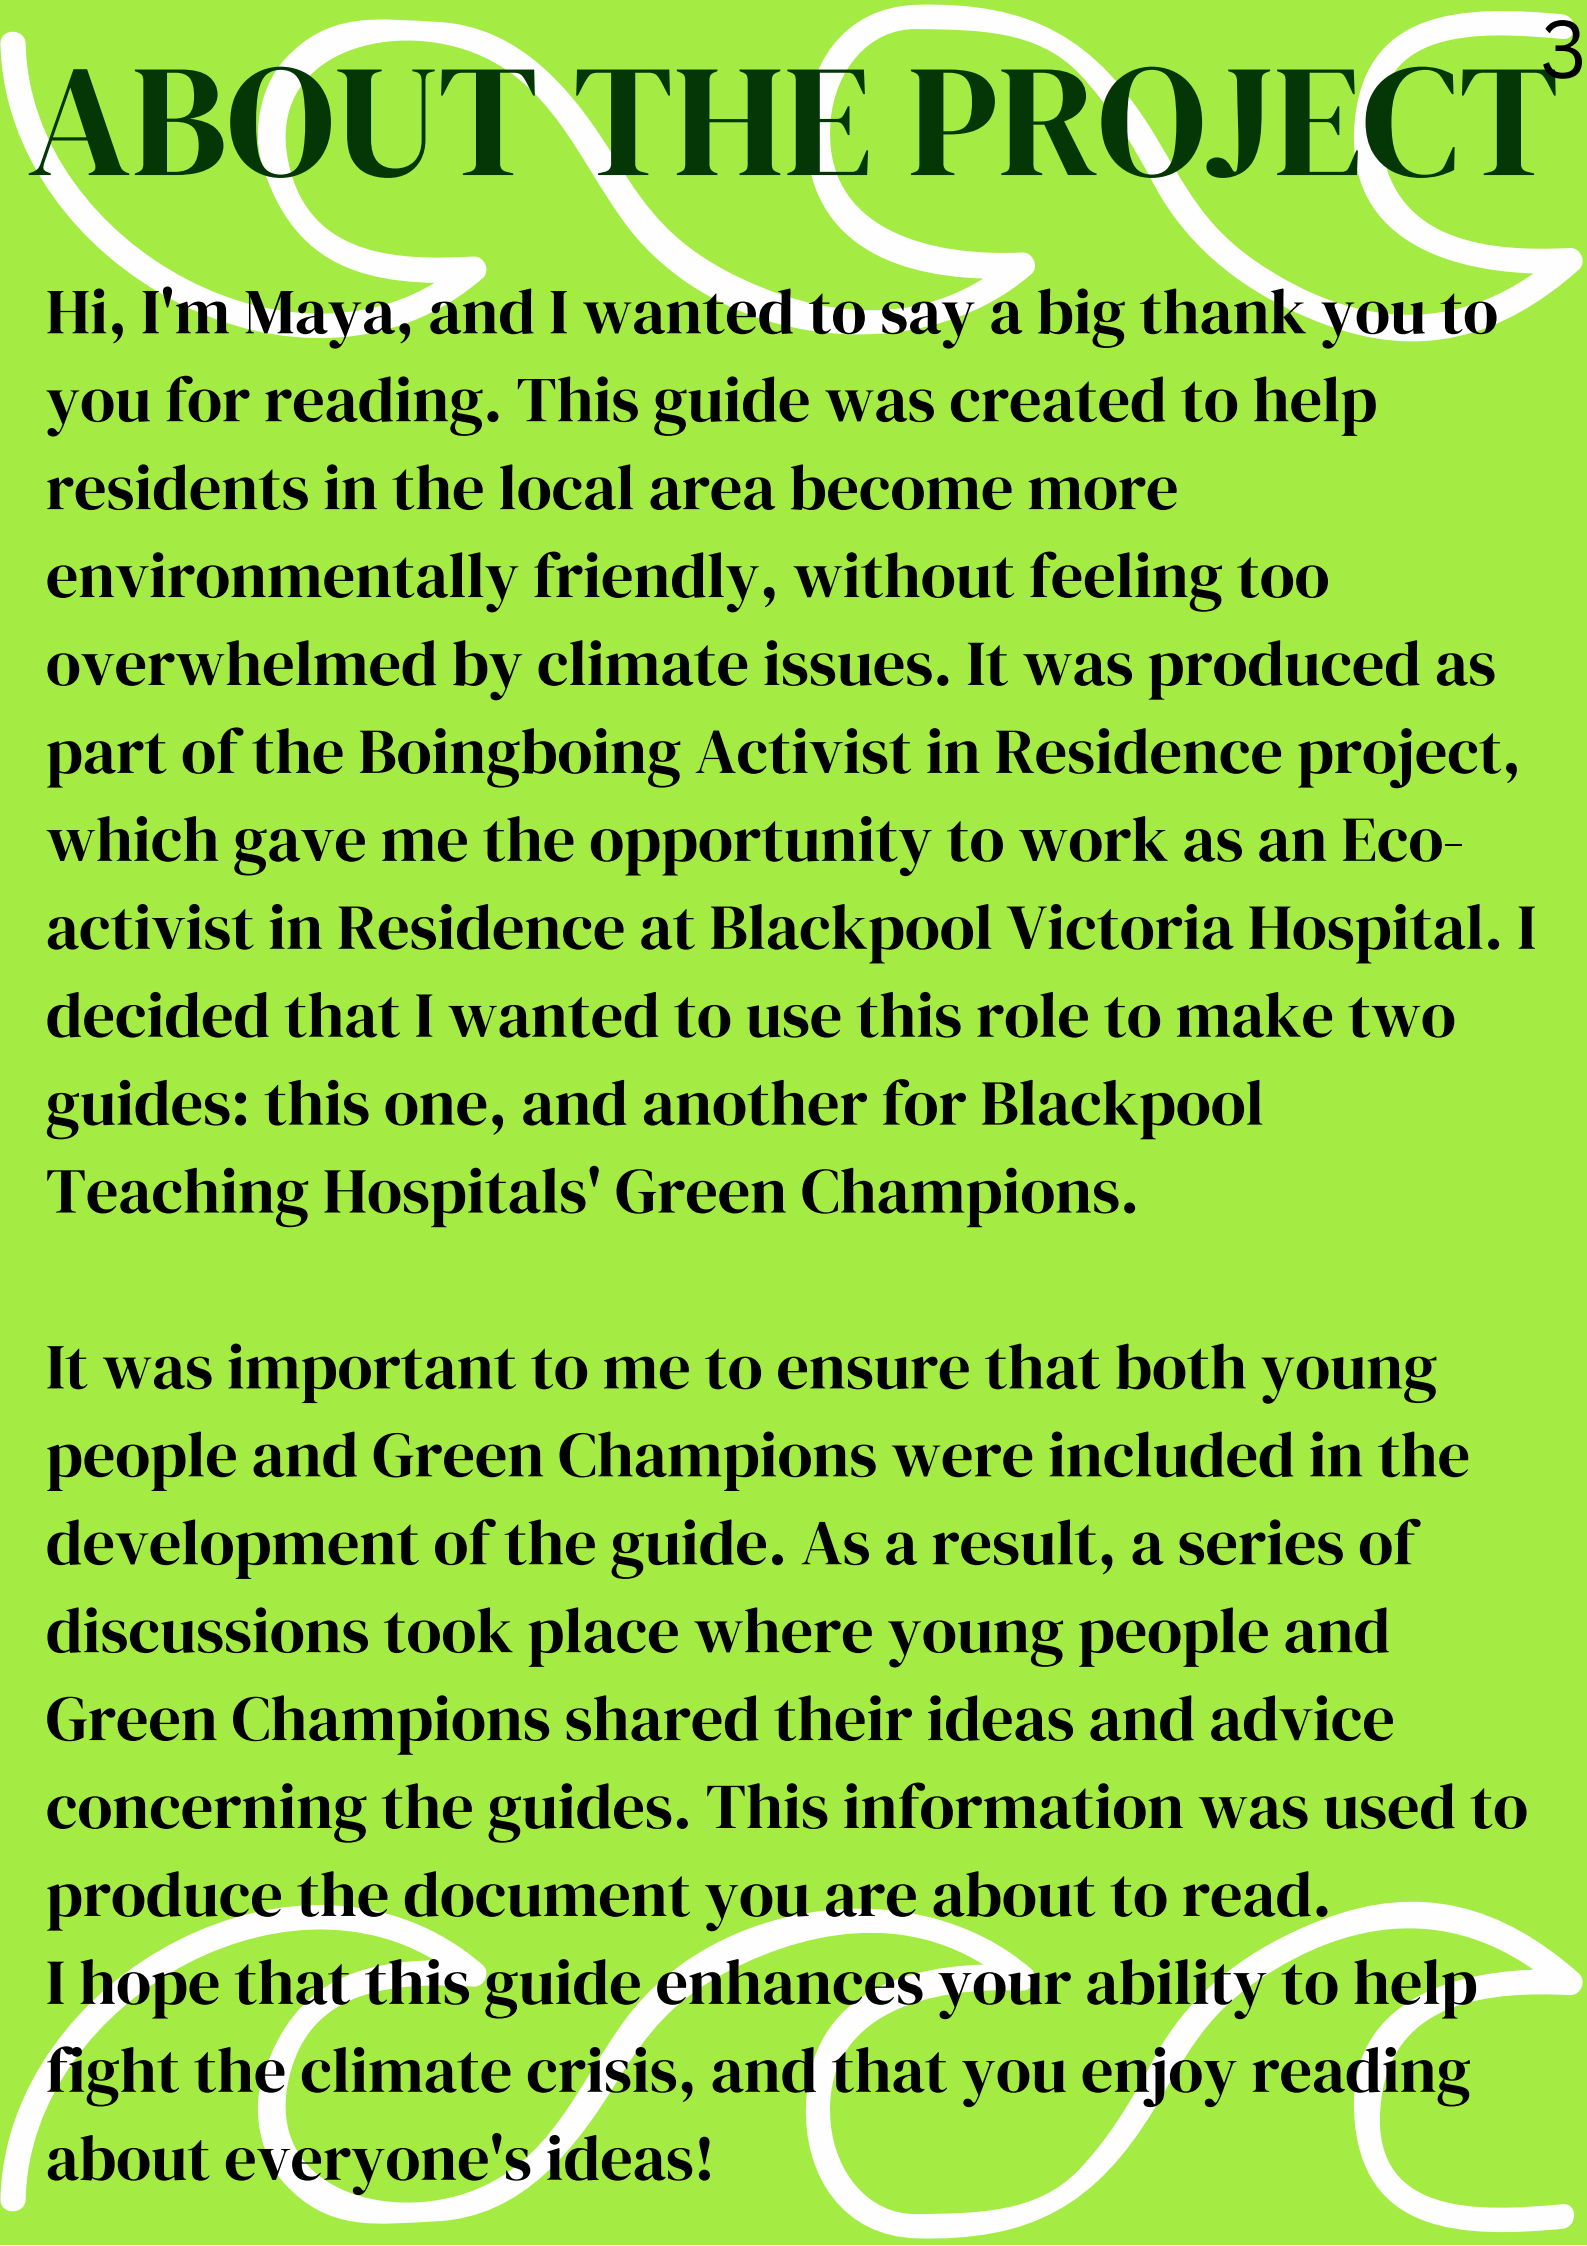 3
ABOUT THE PROJECT
Hi, I'm Maya, and I wanted to say a big thank you to
you for reading. This guide was created to help
residents in the local area become more
environmentally friendly, without feeling too
overwhelmed by climate issues. It was produced as
part of the Boingboing Activist in Residence project,
which gave me the opportunity to work as an Eco-
activist in Residence at Blackpool Victoria Hospital. I
decided that I wanted to use this role to make two
guides: this one, and another for Blackpool
Teaching Hospitals' Green Champions.
It was important to me to ensure that both young
people and Green Champions were included in the
development of the guide. As a result, a series of
discussions took place where young people and
Green Champions shared their ideas and advice
concerning the guides. This information was used to
produce the document you are about to read.
I hope that this guide enhances your ability to help
fight the climate crisis, and that you enjoy reading
about everyone's ideas!